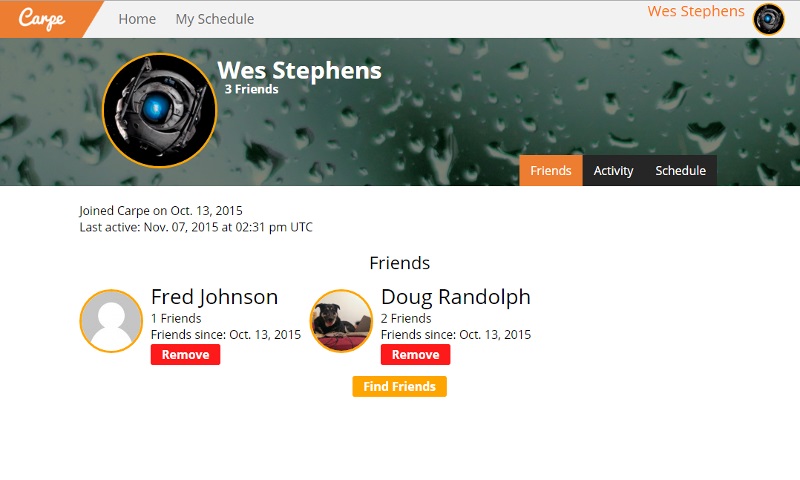 Carpe
Home
My Schedule
Wes Stephens
Wes Stephens
3 Friends
Friends
Activity
Schedule
Joined Carpe on Oct. 13, 2015
Last active: Nov. 07, 2015 at 02:31 pm UTC
Friends
Fred Johnson
1 Friends
Friends since: Oct. 13, 2015
Remove
Doug Randolph
2 Friends
Friends since: Oct. 13, 2015
Remove
Find Friends